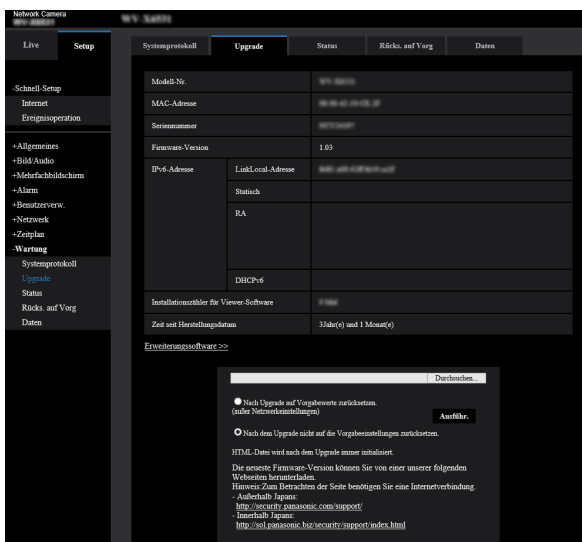 Network Camera
WV-X6531
Live
Setup
Systemprotokoll
Upgrade
Status
Rücks. auf Vorg
Daten
-Schnell-Setup
Internet
Ereignisoperation
+Allgemeines
+Bild/Audio
+Mehrfachbildschirm
+Alarm
+Benutzerverw.
+Netzwerk
+Zeitplan
-Wartung
Systemprotokoll
Upgrade
Status
Rücks. auf Vorg
Daten
Modell-Nr.
MAC-Adresse
Seriennummer
Firmware-Version
1.03
IPv6-Adresse
LinkLocal-Adresse
Statisch
RA
DHCPv6
Installationszähler für Viewer-Software
Zeit seit Herstellungsdatum
3Jahr(e) und 1 Monat(e)
Erweiterungssoftware >>
Durchsuchen...
Nach Upgrade auf Vorgabewerte zurücksetzen.
(außer Netzwerkeinstellungen)
Ausführ.
Nach dem Upgrade nicht auf die Vorgabeeinstellungen zurücksetzen.
HTML-Datei wird nach dem Upgrade immer initialisiert.
Die neueste Firmware-Version können Sie von einer unserer folgenden
Webseiten herunterladen.
Hinweis:Zum Betrachten der Seite benötigen Sie eine Internetverbindung.
- Außerhalb Japans:
http://security.panasonic.com/support/
- Innerhalb Japans:
http://sol.panasonic.biz/security/support/index.html